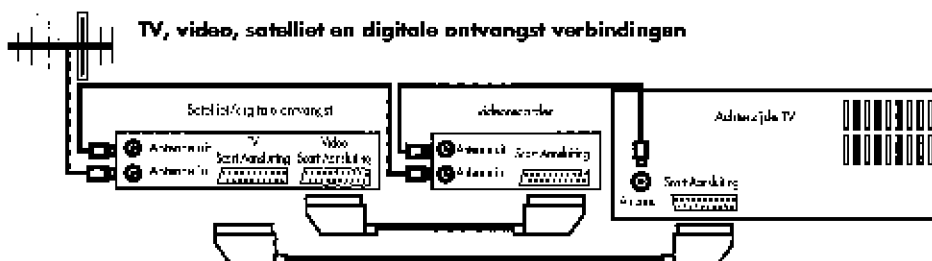 TV, video, satelliet en digitale ontvangst verbindingen
Satelliet/digitale ontvangst
videorecorder
Achterzijde TV
TV
Video
Antenne uit
Scart Aansluiting
Scart Aansluiting
Antenne in
Antenne uit
Scart Aansluiting
Antenne in
Scart Aansluiting
Antenne